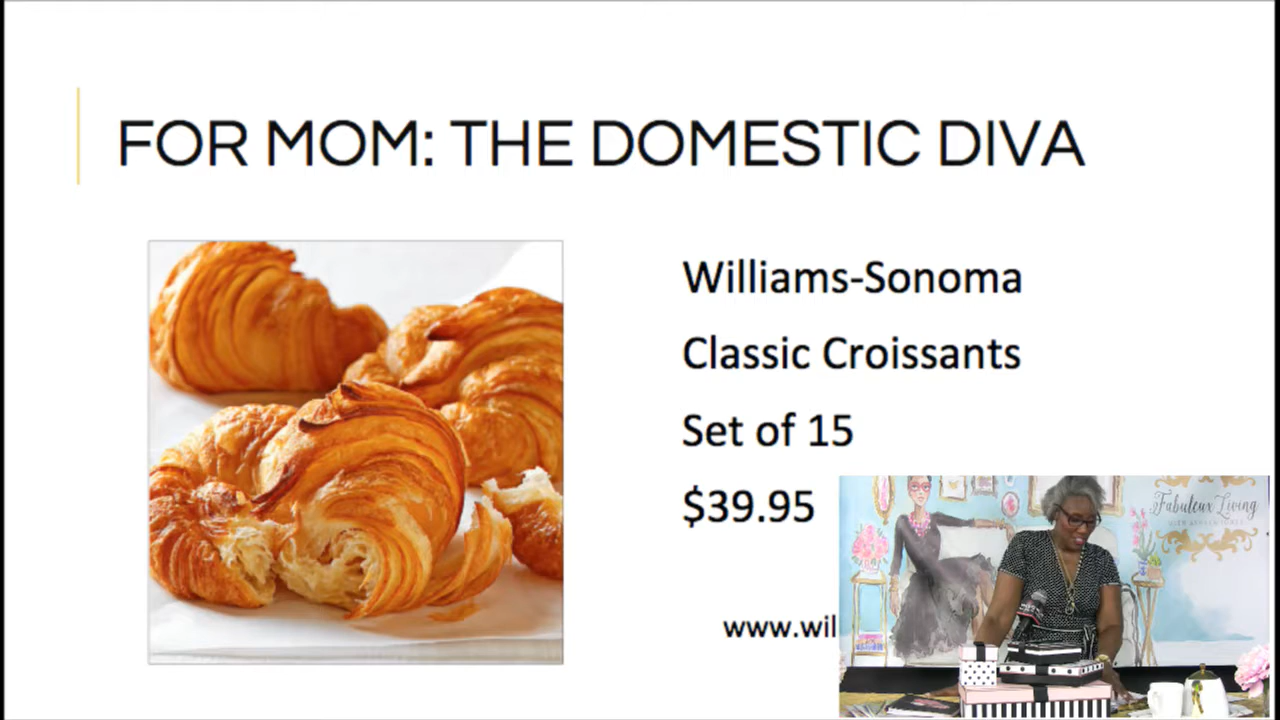 FOR MOM: THE DOMESTIC DIVA
Williams-Sonoma
Classic Croissants
Set of 15
$39.95
www.wil
Fabuleux Living